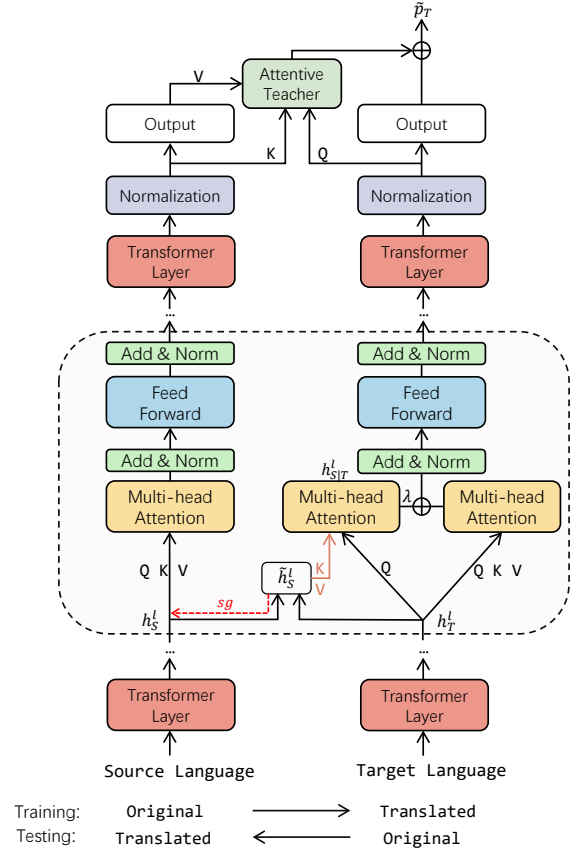 p̃_T
V
Attentive
Teacher
Output
Output
K
Q
Normalization
Normalization
Transformer
Layer
Transformer
Layer
...
...
Add & Norm
Add & Norm
Feed
Forward
Feed
Forward
Add & Norm
Add & Norm
h^l_{S|T}
Multi-head
Attention
Multi-head
Attention
λ
Multi-head
Attention
Q K V
h̃^l_S
K
V
Q
Q K V
sg
h^l_S
h^l_T
...
...
Transformer
Layer
Transformer
Layer
Source Language
Target Language
Training: Original Translated
Testing: Translated Original